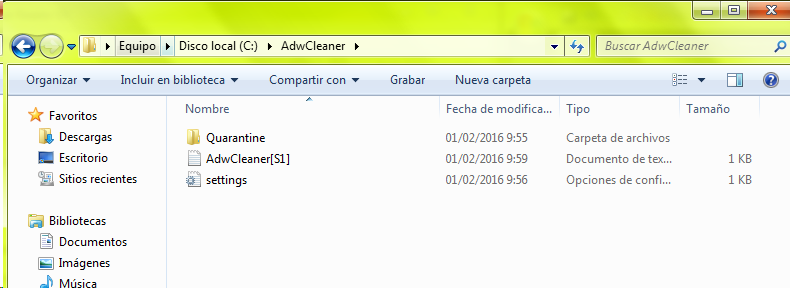 Equipo Disco local (C:) AdwCleaner Buscar AdwCleaner
Organizar Incluir en biblioteca Compartir con Grabar Nueva carpeta
Favoritos
Descargas
Escritorio
Sitios recientes
Bibliotecas
Documentos
Imágenes
Música
Nombre Fecha de modifica... Tipo Tamaño
Quarantine 01/02/2016 9:55 Carpeta de archivos
AdwCleaner[S1] 01/02/2016 9:59 Documento de tex... 1 KB
settings 01/02/2016 9:56 Opciones de confi... 1 KB